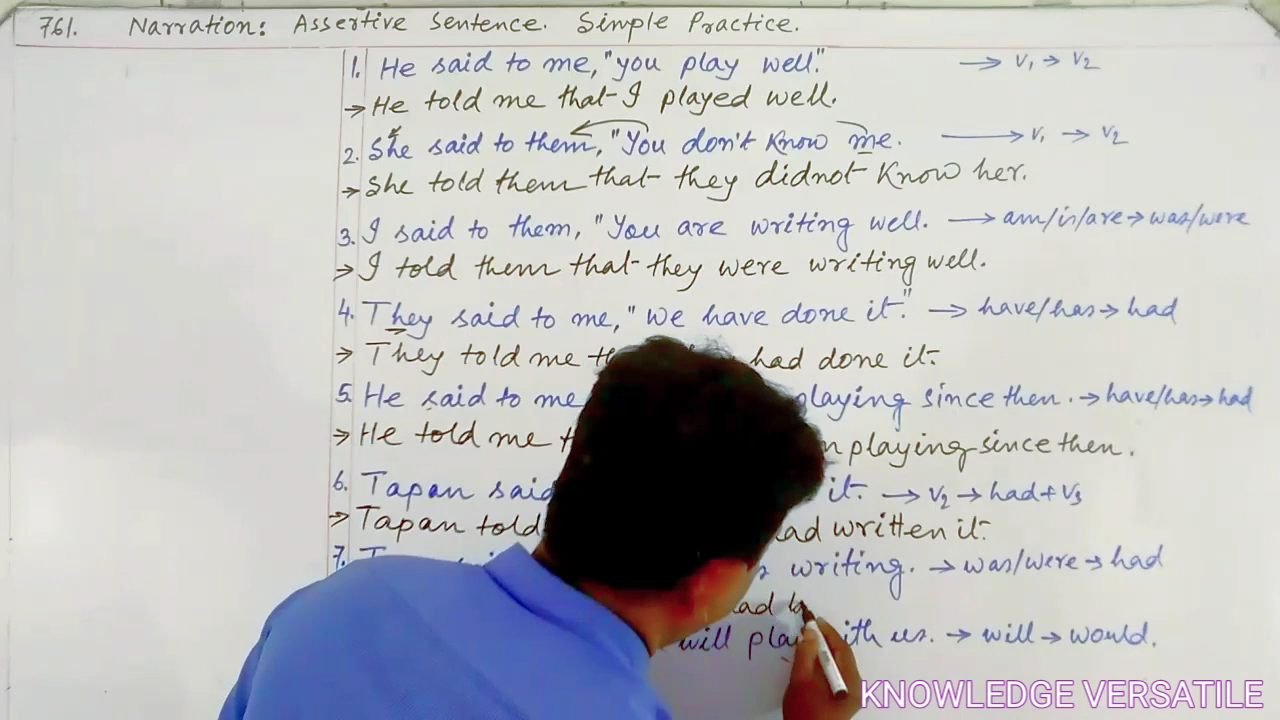 761. Narration: Assertive Sentence. Simple Practice.
1. He said to me, "you play well." → V1 → V2
→ He told me that I played well.
2. She said to them, "You don't know me. → V1 → V2
→ She told them that they didnot know her.
3. I said to them, "You are writing well. → am/is/are → was/were
→ I told them that they were writing well.
4. They said to me, "We have done it." → have/has → had
→ They told me had done it.
5. He said to me playing since then. → have/has → had
→ He told me playing since then.
6. Tapan said it. → V2 → had + V3
→ Tapan told had written it.
7. writing. → was/were → had
had
will play with us. → will → would.
KNOWLEDGE VERSATILE